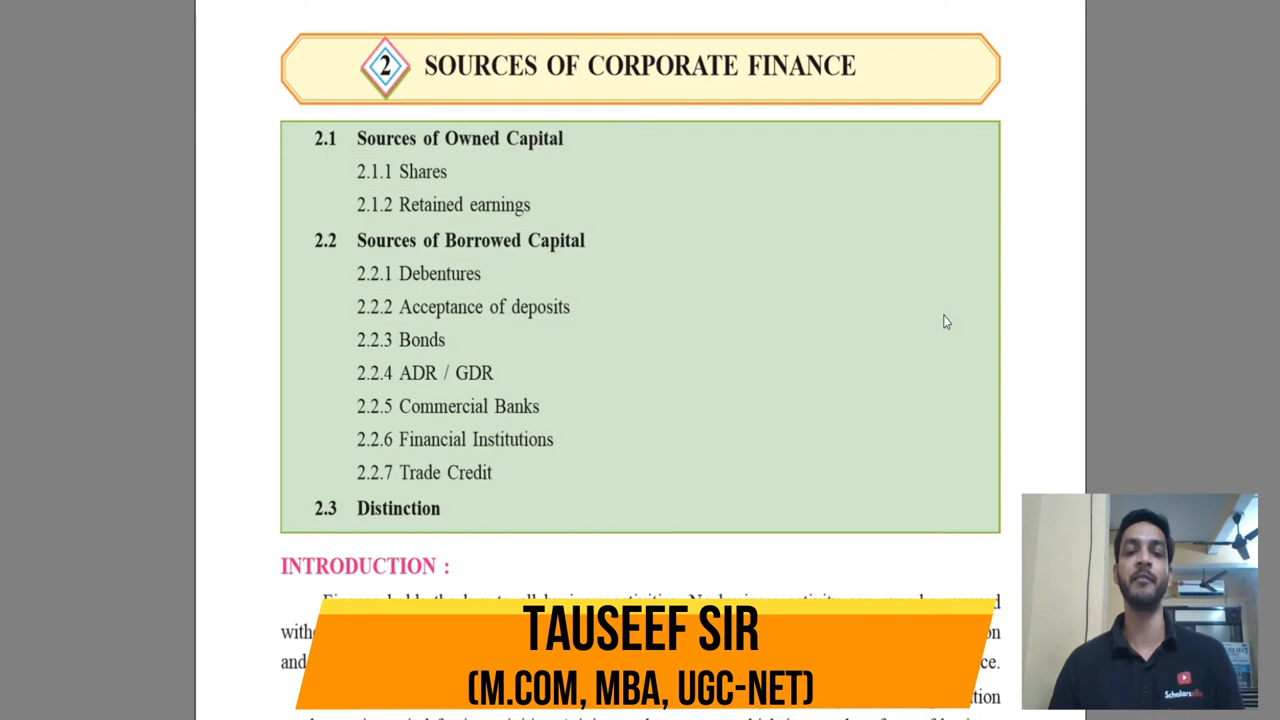 2 SOURCES OF CORPORATE FINANCE
2.1 Sources of Owned Capital
2.1.1 Shares
2.1.2 Retained earnings
2.2 Sources of Borrowed Capital
2.2.1 Debentures
2.2.2 Acceptance of deposits
2.2.3 Bonds
2.2.4 ADR / GDR
2.2.5 Commercial Banks
2.2.6 Financial Institutions
2.2.7 Trade Credit
2.3 Distinction
INTRODUCTION :
TAUSEEF SIR
(M.COM, MBA, UGC-NET)